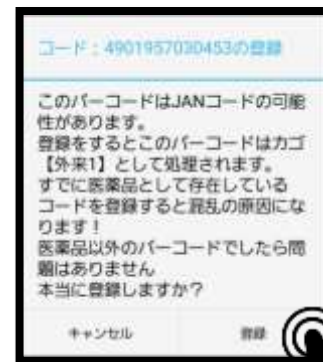 コード：4901957030453の登録
このバーコードはJANコードの可能
性があります。
登録をするとこのバーコードはカゴ
【外来1】として処理されます。
すでに医薬品として存在している
コードを登録すると混乱の原因にな
ります！
医薬品以外のバーコードでしたら問
題はありません
本当に登録しますか？
キャンセル
登録